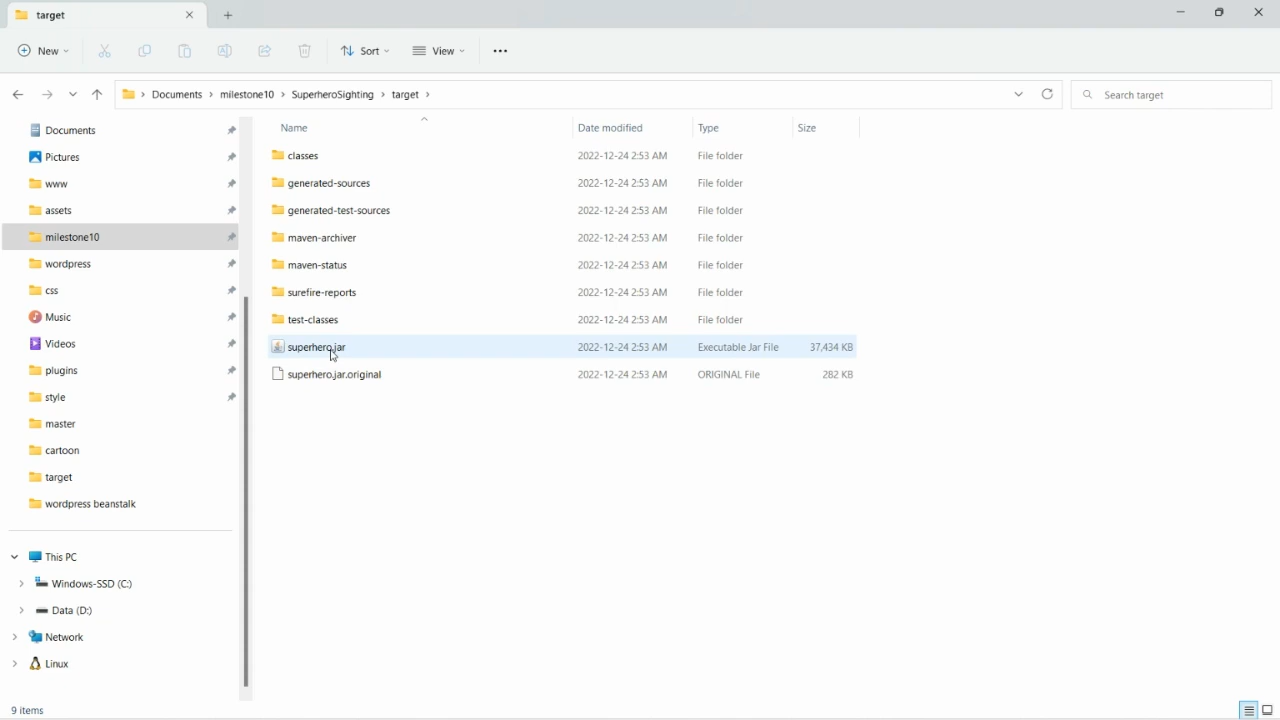 target
New
Sort
View
Documents
milestone10
SuperheroSighting
target
Search target
Documents
Pictures
www
assets
milestone10
wordpress
css
Music
Videos
plugins
style
master
cartoon
target
wordpress beanstalk
This PC
Windows-SSD (C:)
Data (D:)
Network
Linux
Name Date modified Type Size
classes 2022-12-24 2:53 AM File folder
generated-sources 2022-12-24 2:53 AM File folder
generated-test-sources 2022-12-24 2:53 AM File folder
maven-archiver 2022-12-24 2:53 AM File folder
maven-status 2022-12-24 2:53 AM File folder
surefire-reports 2022-12-24 2:53 AM File folder
test-classes 2022-12-24 2:53 AM File folder
superhero.jar 2022-12-24 2:53 AM Executable Jar File 37,434 KB
superhero.jar.original 2022-12-24 2:53 AM ORIGINAL File 282 KB
9 items